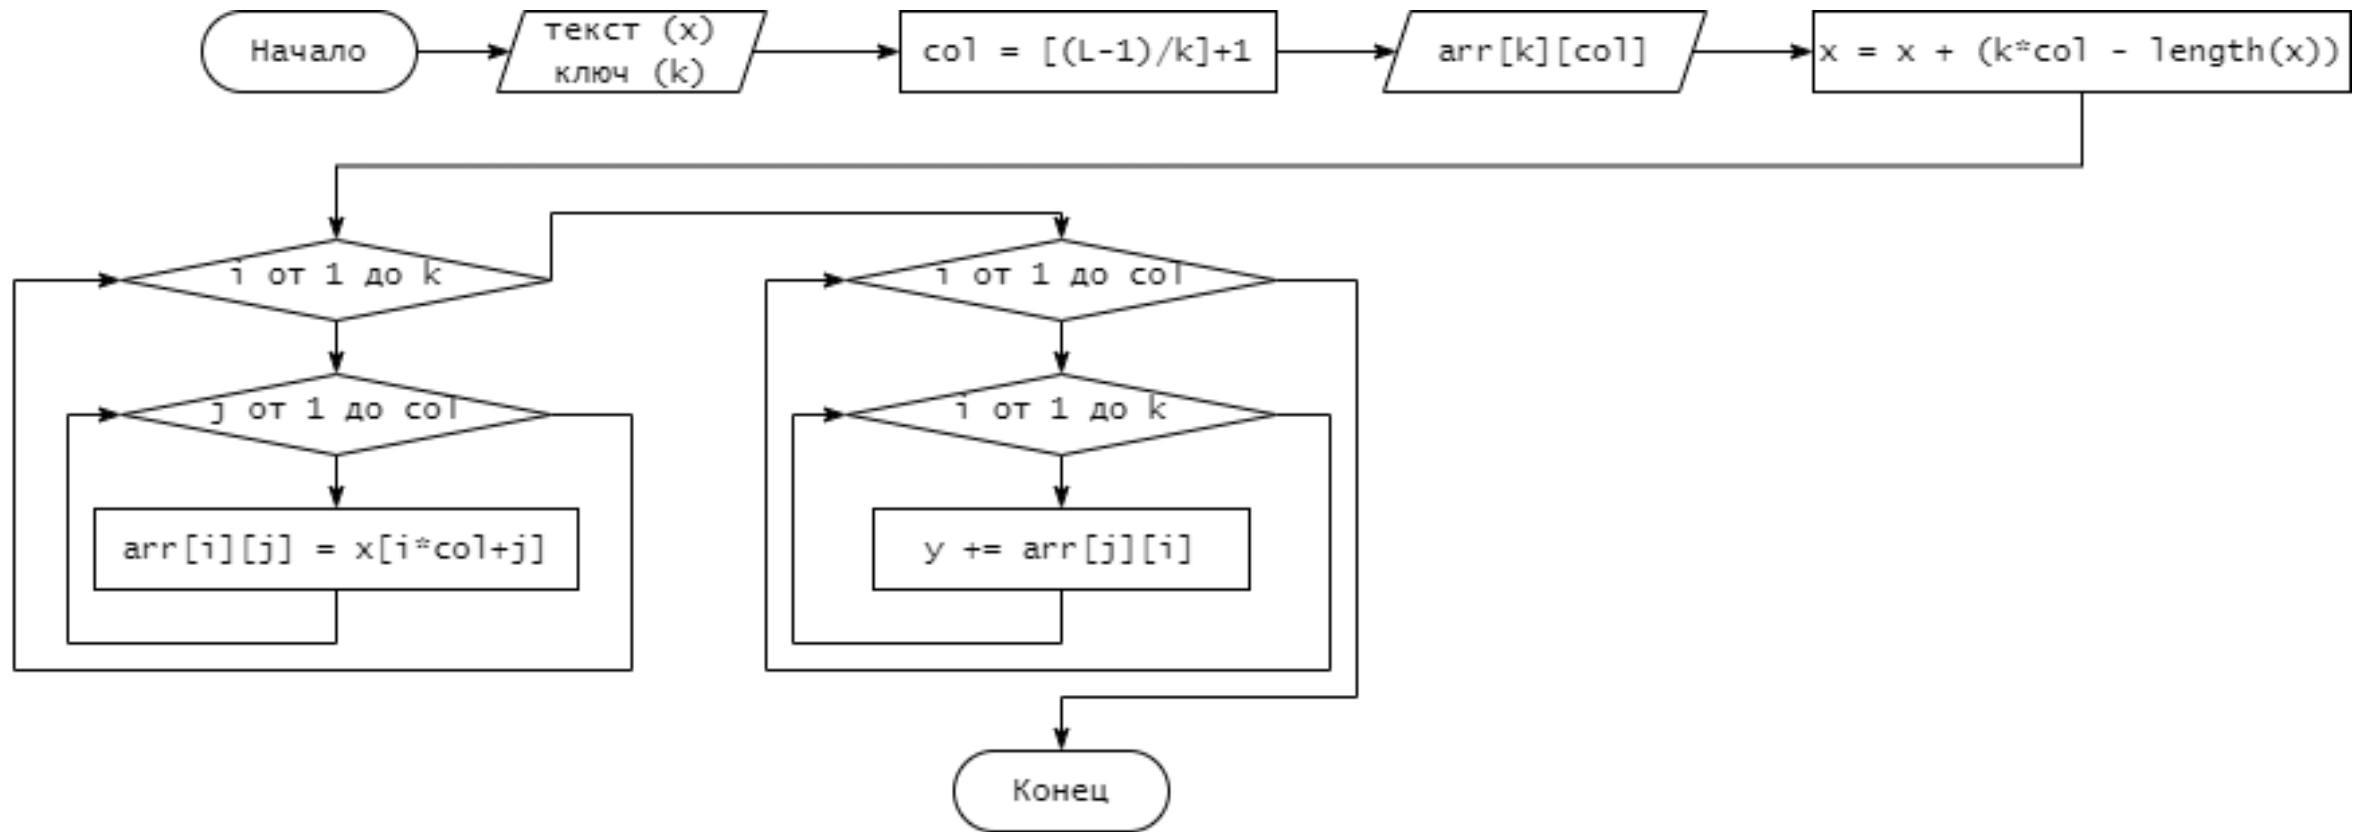 Начало
текст (x)
ключ (k)
col = [(L-1)/k]+1
arr[k][col]
x = x + (k*col - length(x))
i от 1 до k
j от 1 до col
arr[i][j] = x[i*col+j]
i от 1 до col
i от 1 до k
y += arr[j][i]
Конец